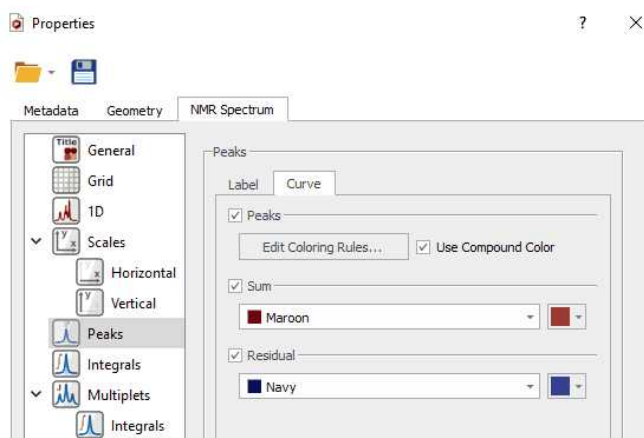 Properties
?
Metadata Geometry NMR Spectrum
Title General
Grid
1D
y x Scales
x Horizontal
y Vertical
Peaks
Integrals
Multiplets
Integrals
Peaks
Label Curve
Peaks
Edit Coloring Rules... Use Compound Color
Sum
Maroon
Residual
Navy